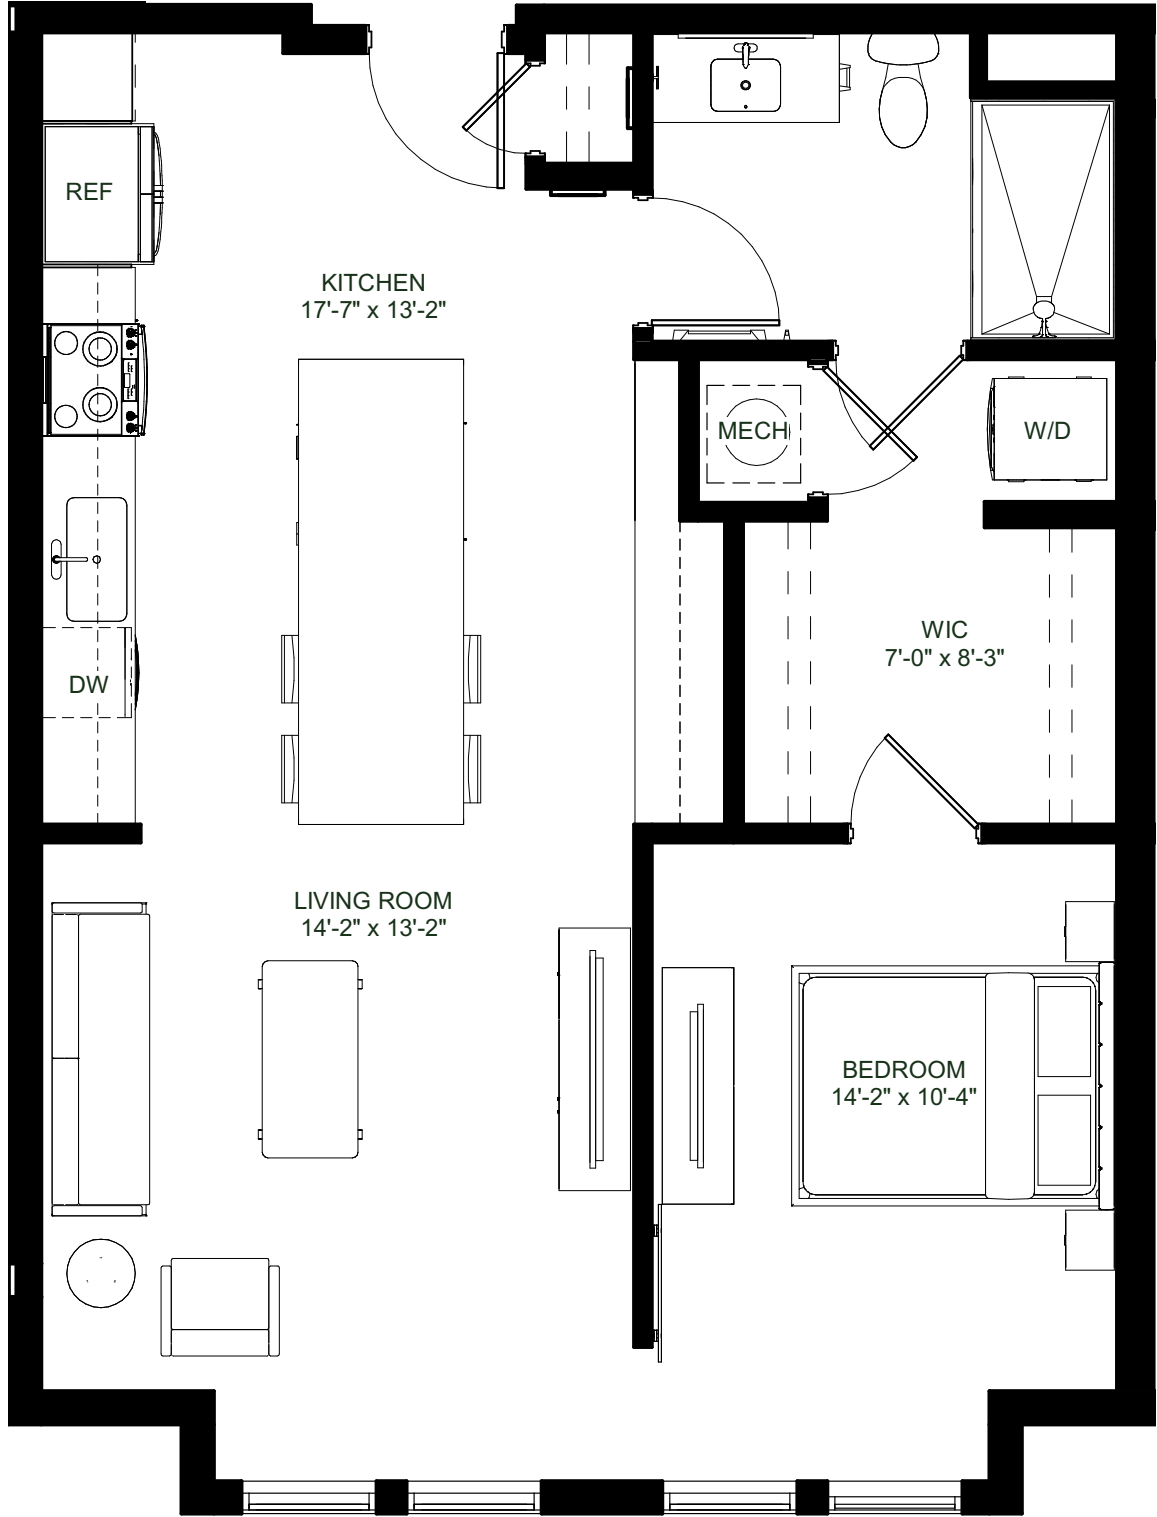 REF
KITCHEN
17'-7" x 13'-2"
MECH
W/D
WIC
7'-0" x 8'-3"
DW
LIVING ROOM
14'-2" x 13'-2"
BEDROOM
14'-2" x 10'-4"